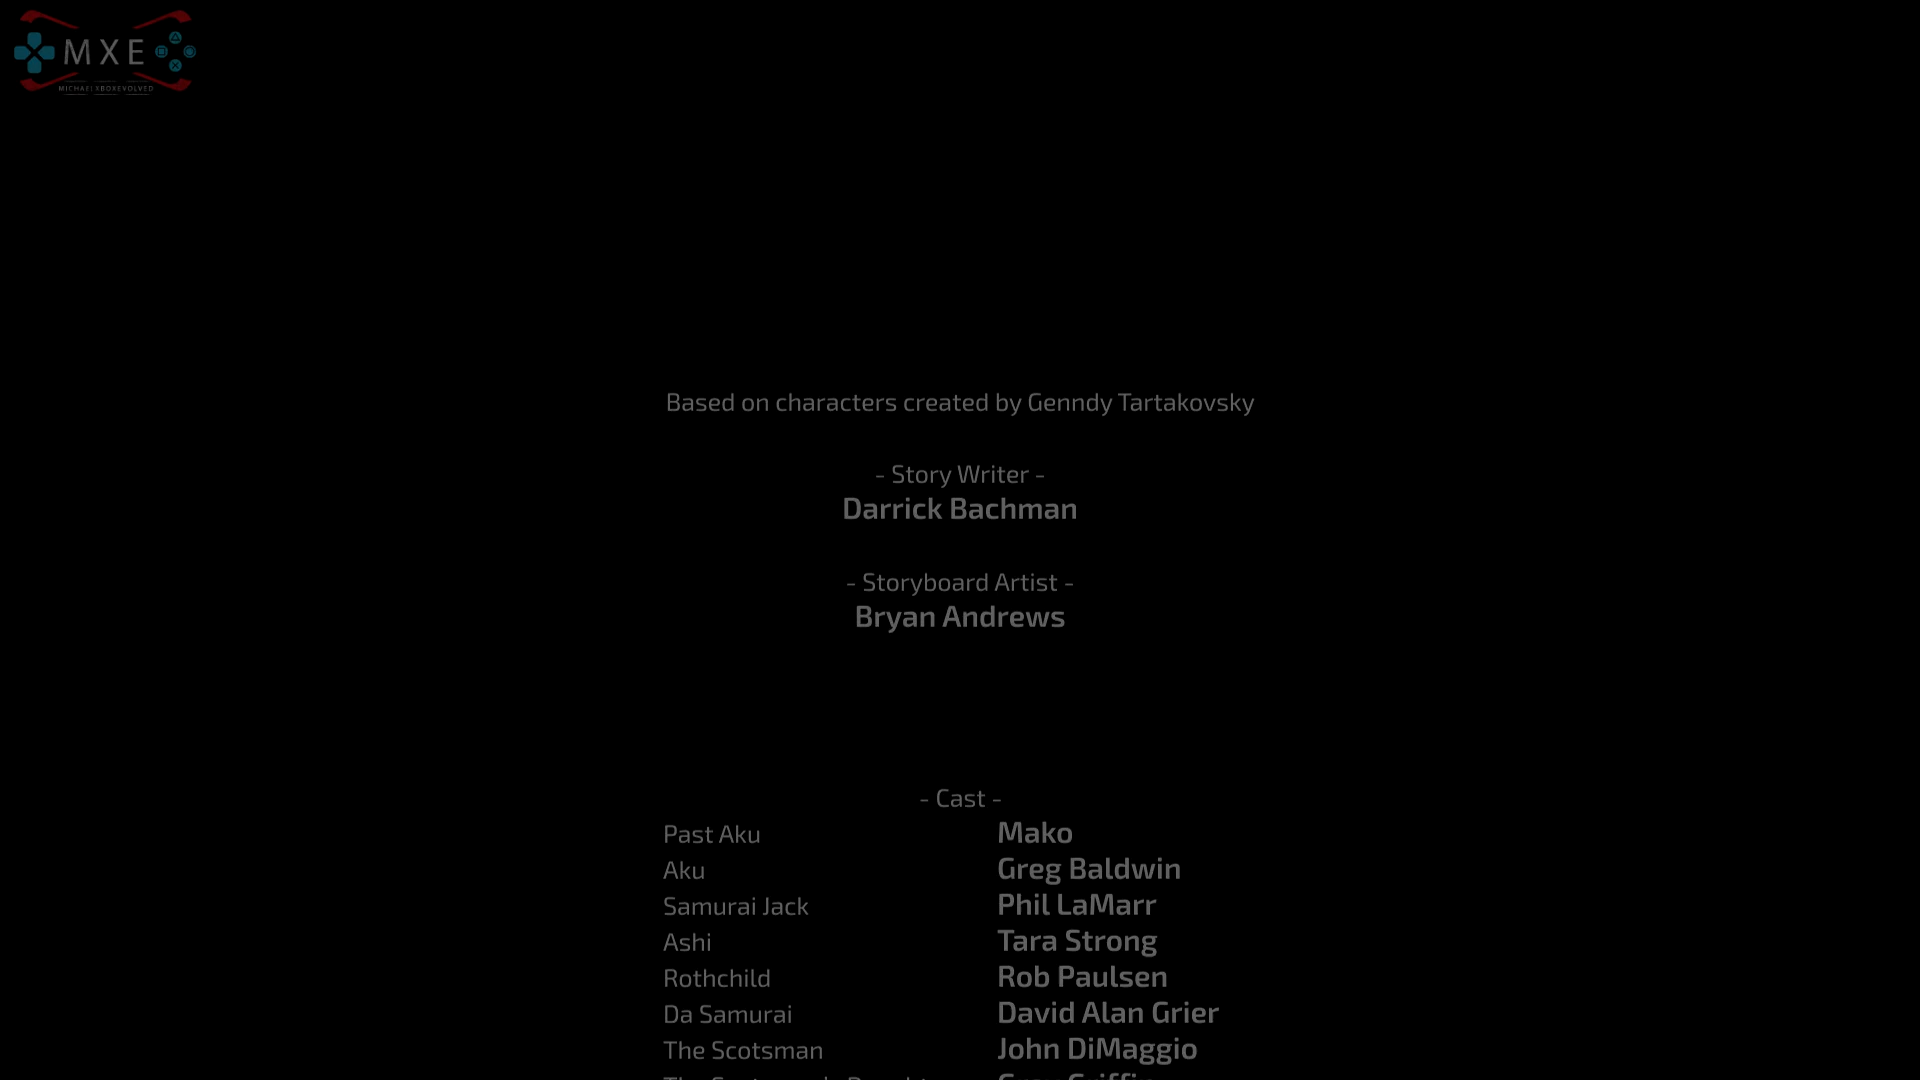 MXE
MICHAELXBOXEVOLVED
Based on characters created by Genndy Tartakovsky
- Story Writer -
Darrick Bachman
- Storyboard Artist -
Bryan Andrews
- Cast -
Past Aku Mako
Aku Greg Baldwin
Samurai Jack Phil LaMarr
Ashi Tara Strong
Rothchild Rob Paulsen
Da Samurai David Alan Grier
The Scotsman John DiMaggio